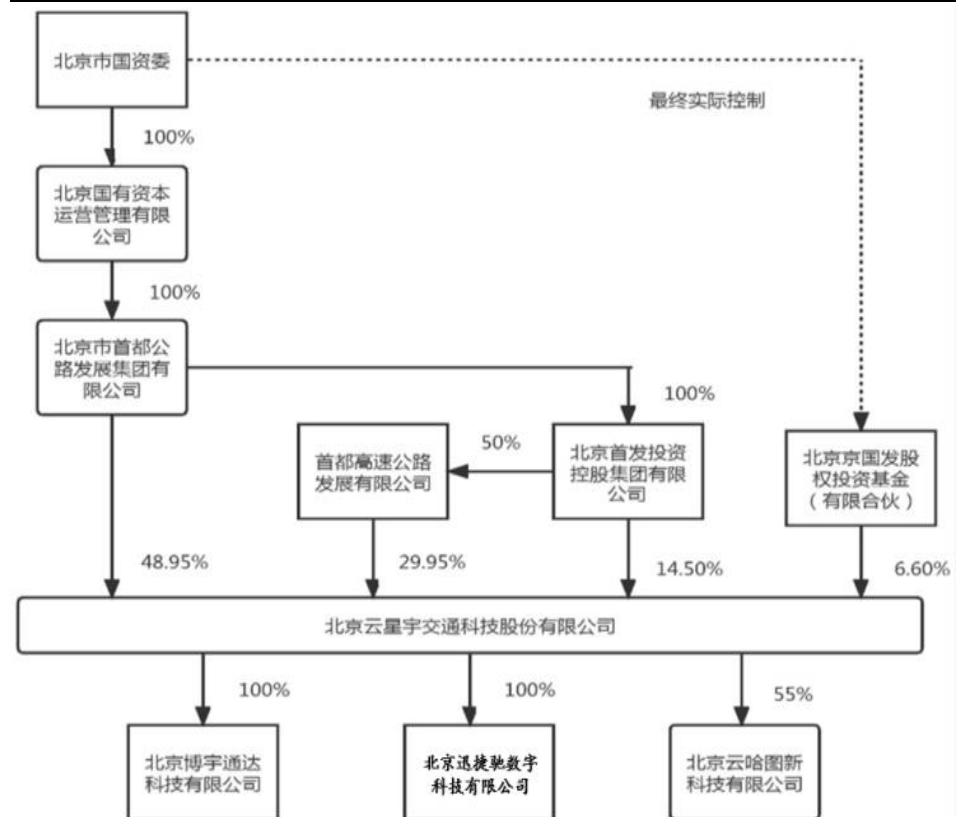 北京市国资委
最终实际控制
100%
北京国有资本
运营管理有限
公司
100%
北京市首都公
路发展集团有
限公司
100%
首都高速公路
发展有限公司
50%
北京首发投资
控股集团有限
公司
北京京国发股
权投资基金
（有限合伙）
48.95%
29.95%
14.50%
6.60%
北京云星宇交通科技股份有限公司
100%
100%
55%
北京博宇通达
科技有限公司
北京迅捷驰数字
科技有限公司
北京云哈图新
科技有限公司